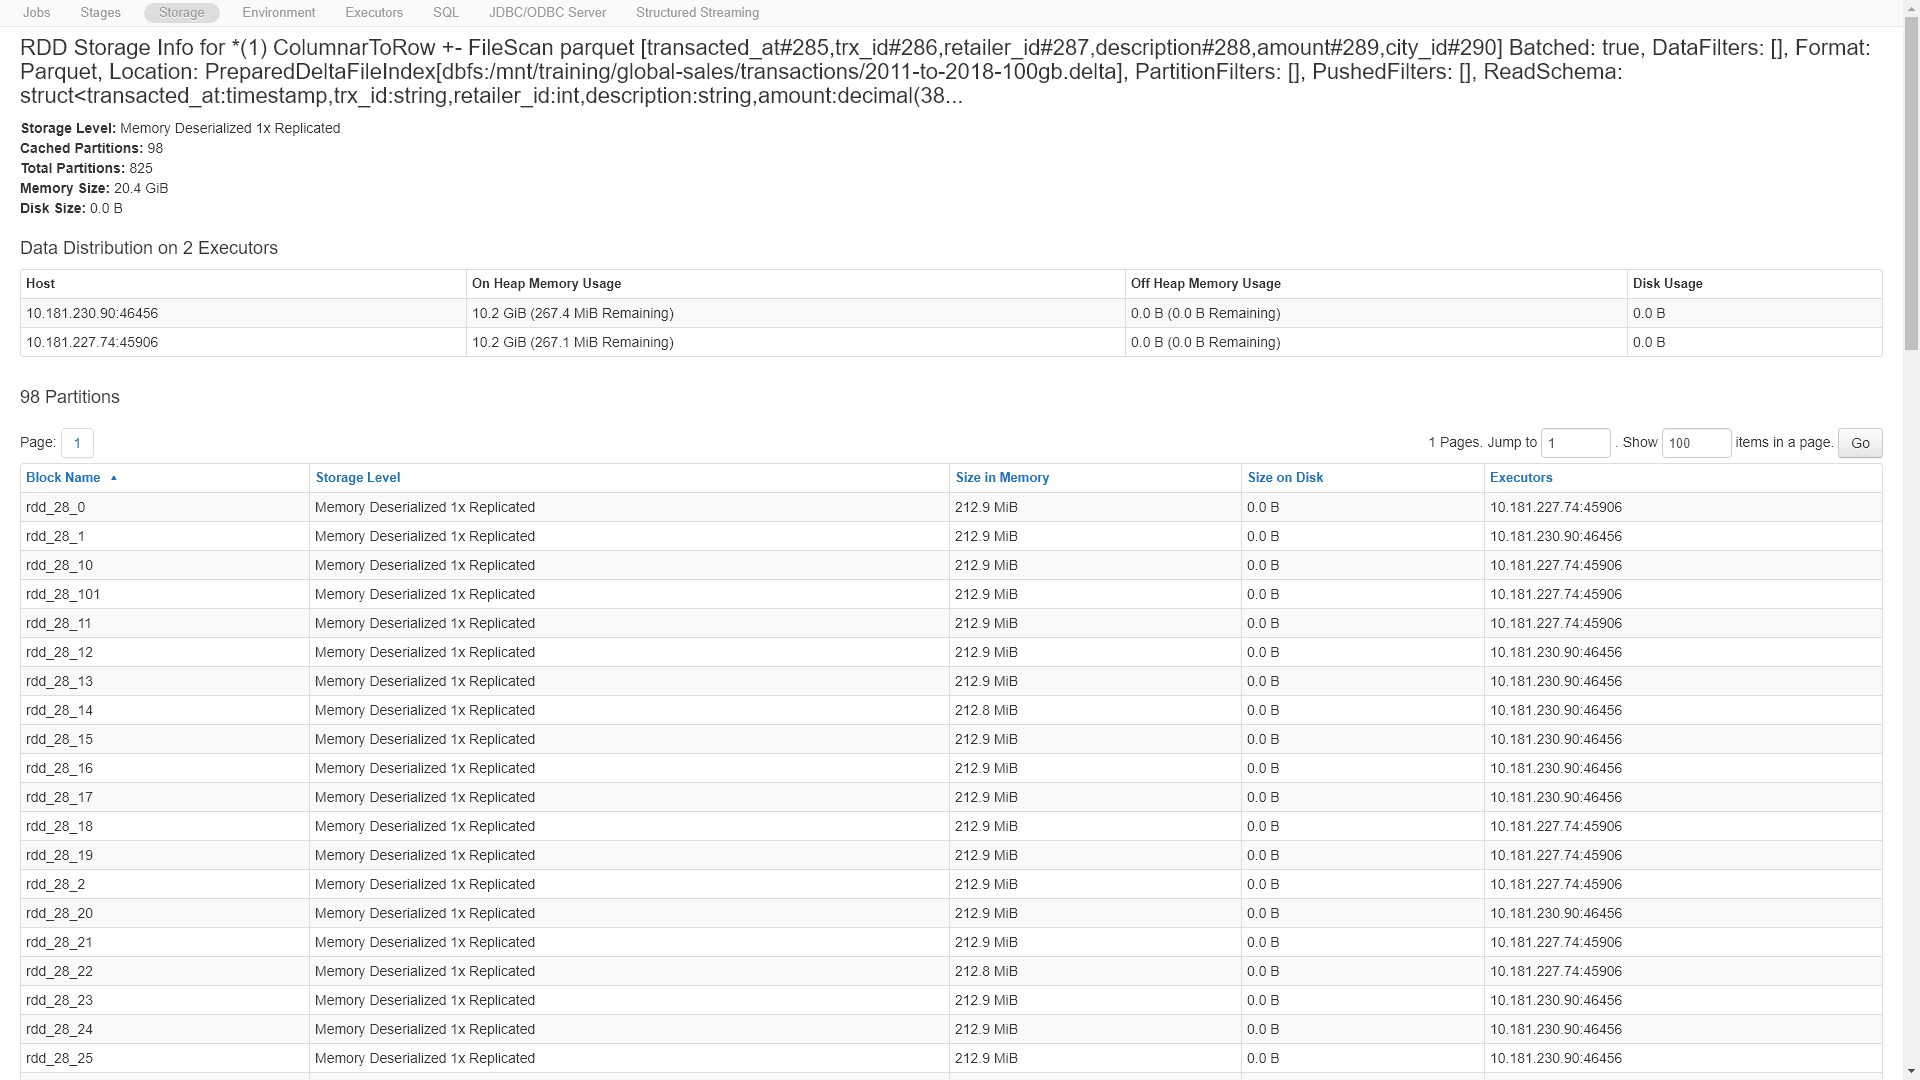 Jobs Stages Storage Environment Executors SQL JDBC/ODBC Server Structured Streaming
RDD Storage Info for *(1) ColumnarToRow +- FileScan parquet [transacted_at#285,trx_id#286,retailer_id#287,description#288,amount#289,city_id#290] Batched: true, DataFilters: [], Format:
Parquet, Location: PreparedDeltaFileIndex[dbfs:/mnt/training/global-sales/transactions/2011-to-2018-100gb.delta], PartitionFilters: [], PushedFilters: [], ReadSchema:
struct<transacted_at:timestamp,trx_id:string,retailer_id:int,description:string,amount:decimal(38...
Storage Level: Memory Deserialized 1x Replicated
Cached Partitions: 98
Total Partitions: 825
Memory Size: 20.4 GiB
Disk Size: 0.0 B
Data Distribution on 2 Executors
Host On Heap Memory Usage Off Heap Memory Usage Disk Usage
10.181.230.90:46456 10.2 GiB (267.4 MiB Remaining) 0.0 B (0.0 B Remaining) 0.0 B
10.181.227.74:45906 10.2 GiB (267.1 MiB Remaining) 0.0 B (0.0 B Remaining) 0.0 B
98 Partitions
Page: 1 1 Pages. Jump to 1 . Show 100 items in a page. Go
Block Name ▲ Storage Level Size in Memory Size on Disk Executors
rdd_28_0 Memory Deserialized 1x Replicated 212.9 MiB 0.0 B 10.181.227.74:45906
rdd_28_1 Memory Deserialized 1x Replicated 212.9 MiB 0.0 B 10.181.230.90:46456
rdd_28_10 Memory Deserialized 1x Replicated 212.9 MiB 0.0 B 10.181.227.74:45906
rdd_28_101 Memory Deserialized 1x Replicated 212.9 MiB 0.0 B 10.181.227.74:45906
rdd_28_11 Memory Deserialized 1x Replicated 212.9 MiB 0.0 B 10.181.227.74:45906
rdd_28_12 Memory Deserialized 1x Replicated 212.9 MiB 0.0 B 10.181.230.90:46456
rdd_28_13 Memory Deserialized 1x Replicated 212.9 MiB 0.0 B 10.181.230.90:46456
rdd_28_14 Memory Deserialized 1x Replicated 212.8 MiB 0.0 B 10.181.230.90:46456
rdd_28_15 Memory Deserialized 1x Replicated 212.9 MiB 0.0 B 10.181.230.90:46456
rdd_28_16 Memory Deserialized 1x Replicated 212.9 MiB 0.0 B 10.181.230.90:46456
rdd_28_17 Memory Deserialized 1x Replicated 212.9 MiB 0.0 B 10.181.230.90:46456
rdd_28_18 Memory Deserialized 1x Replicated 212.9 MiB 0.0 B 10.181.227.74:45906
rdd_28_19 Memory Deserialized 1x Replicated 212.9 MiB 0.0 B 10.181.227.74:45906
rdd_28_2 Memory Deserialized 1x Replicated 212.9 MiB 0.0 B 10.181.227.74:45906
rdd_28_20 Memory Deserialized 1x Replicated 212.9 MiB 0.0 B 10.181.230.90:46456
rdd_28_21 Memory Deserialized 1x Replicated 212.9 MiB 0.0 B 10.181.227.74:45906
rdd_28_22 Memory Deserialized 1x Replicated 212.8 MiB 0.0 B 10.181.227.74:45906
rdd_28_23 Memory Deserialized 1x Replicated 212.9 MiB 0.0 B 10.181.230.90:46456
rdd_28_24 Memory Deserialized 1x Replicated 212.9 MiB 0.0 B 10.181.230.90:46456
rdd_28_25 Memory Deserialized 1x Replicated 212.9 MiB 0.0 B 10.181.230.90:46456